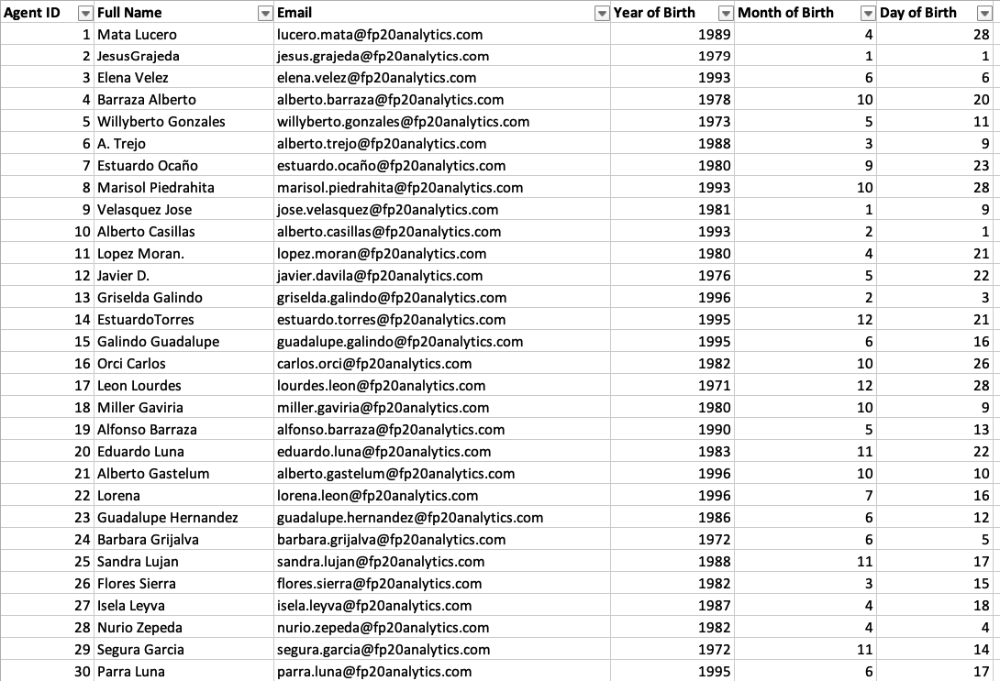 Agent ID Full Name Email Year of Birth Month of Birth Day of Birth
1 Mata Lucero lucero.mata@fp20analytics.com 1989 4 28
2 JesusGrajeda jesus.grajeda@fp20analytics.com 1979 1 1
3 Elena Velez elena.velez@fp20analytics.com 1993 6 6
4 Barraza Alberto alberto.barraza@fp20analytics.com 1978 10 20
5 Willyberto Gonzales willyberto.gonzales@fp20analytics.com 1973 5 11
6 A. Trejo alberto.trejo@fp20analytics.com 1988 3 9
7 Estuardo Ocaño estuardo.ocaño@fp20analytics.com 1980 9 23
8 Marisol Piedrahita marisol.piedrahita@fp20analytics.com 1993 10 28
9 Velasquez Jose jose.velasquez@fp20analytics.com 1981 1 9
10 Alberto Casillas alberto.casillas@fp20analytics.com 1993 2 1
11 Lopez Moran. lopez.moran@fp20analytics.com 1980 4 21
12 Javier D. javier.davila@fp20analytics.com 1976 5 22
13 Griselda Galindo griselda.galindo@fp20analytics.com 1996 2 3
14 EstuardoTorres estuardo.torres@fp20analytics.com 1995 12 21
15 Galindo Guadalupe guadalupe.galindo@fp20analytics.com 1995 6 16
16 Orci Carlos carlos.orci@fp20analytics.com 1982 10 26
17 Leon Lourdes lourdes.leon@fp20analytics.com 1971 12 28
18 Miller Gaviria miller.gaviria@fp20analytics.com 1980 10 9
19 Alfonso Barraza alfonso.barraza@fp20analytics.com 1990 5 13
20 Eduardo Luna eduardo.luna@fp20analytics.com 1983 11 22
21 Alberto Gastelum alberto.gastelum@fp20analytics.com 1996 10 10
22 Lorena lorena.leon@fp20analytics.com 1996 7 16
23 Guadalupe Hernandez guadalupe.hernandez@fp20analytics.com 1986 6 12
24 Barbara Grijalva barbara.grijalva@fp20analytics.com 1972 6 5
25 Sandra Lujan sandra.lujan@fp20analytics.com 1988 11 17
26 Flores Sierra flores.sierra@fp20analytics.com 1982 3 15
27 Isela Leyva isela.leyva@fp20analytics.com 1987 4 18
28 Nurio Zepeda nurio.zepeda@fp20analytics.com 1982 4 4
29 Segura Garcia segura.garcia@fp20analytics.com 1972 11 14
30 Parra Luna parra.luna@fp20analytics.com 1995 6 17